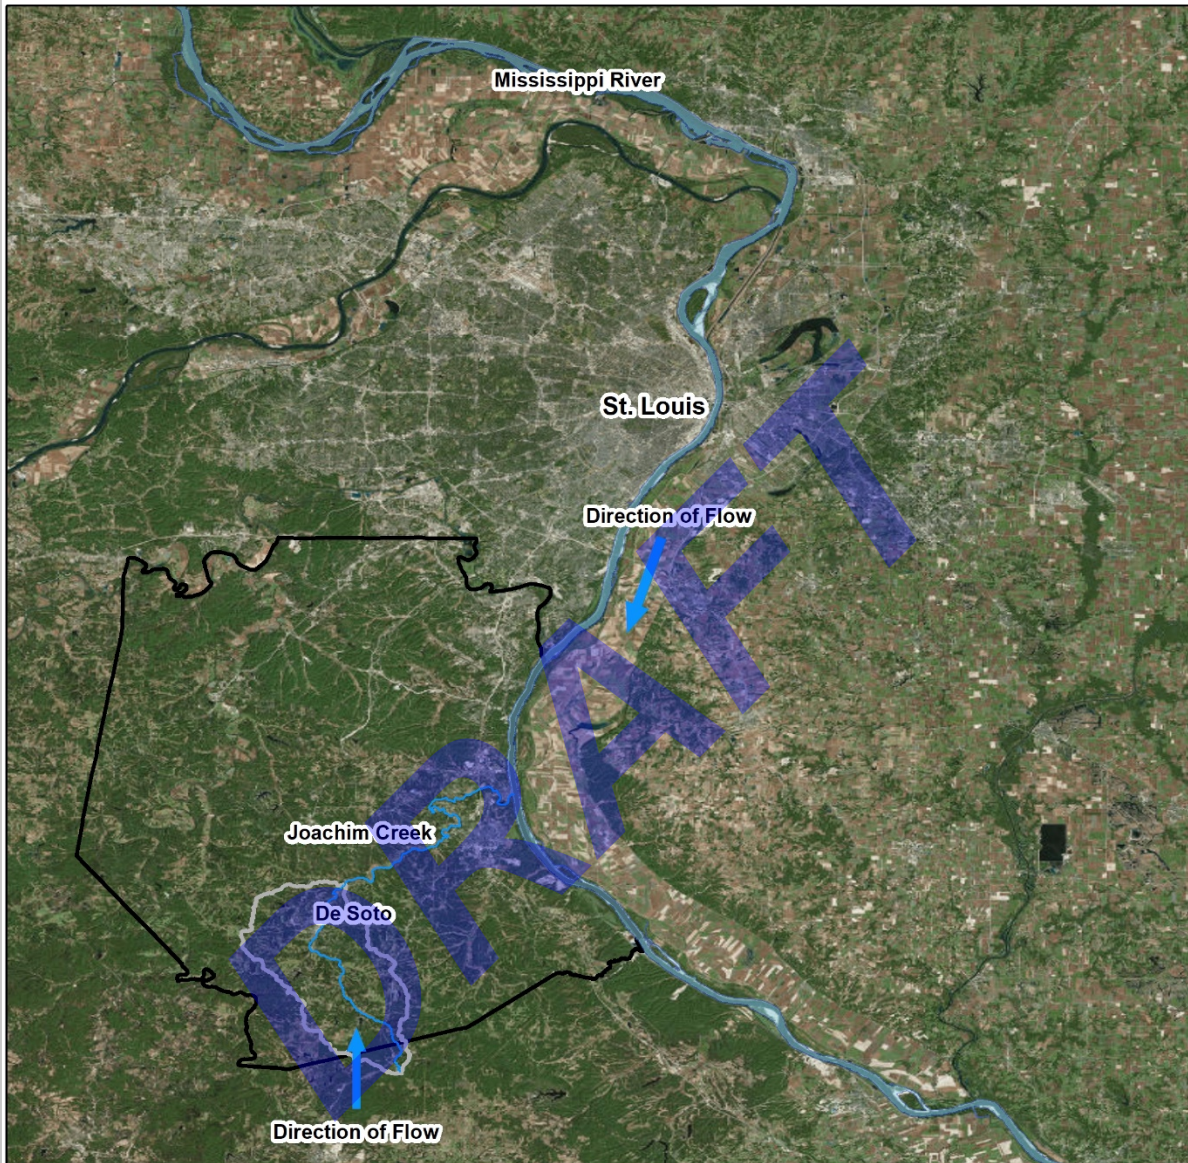 Mississippi River
St. Louis
Direction of Flow
DRAFT
Joachim Creek
De Soto
Direction of Flow